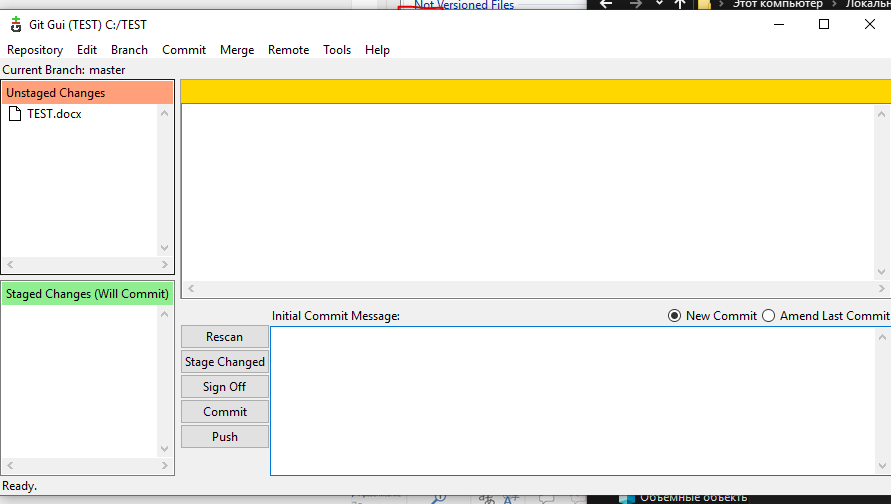 Not Versioned Files
Этот компьютер
Git Gui (TEST) C:/TEST
Repository Edit Branch Commit Merge Remote Tools Help
Current Branch: master
Unstaged Changes
TEST.docx
Staged Changes (Will Commit)
Initial Commit Message:
New Commit
Amend Last Commit
Rescan
Stage Changed
Sign Off
Commit
Push
Ready.
Объемные объекты